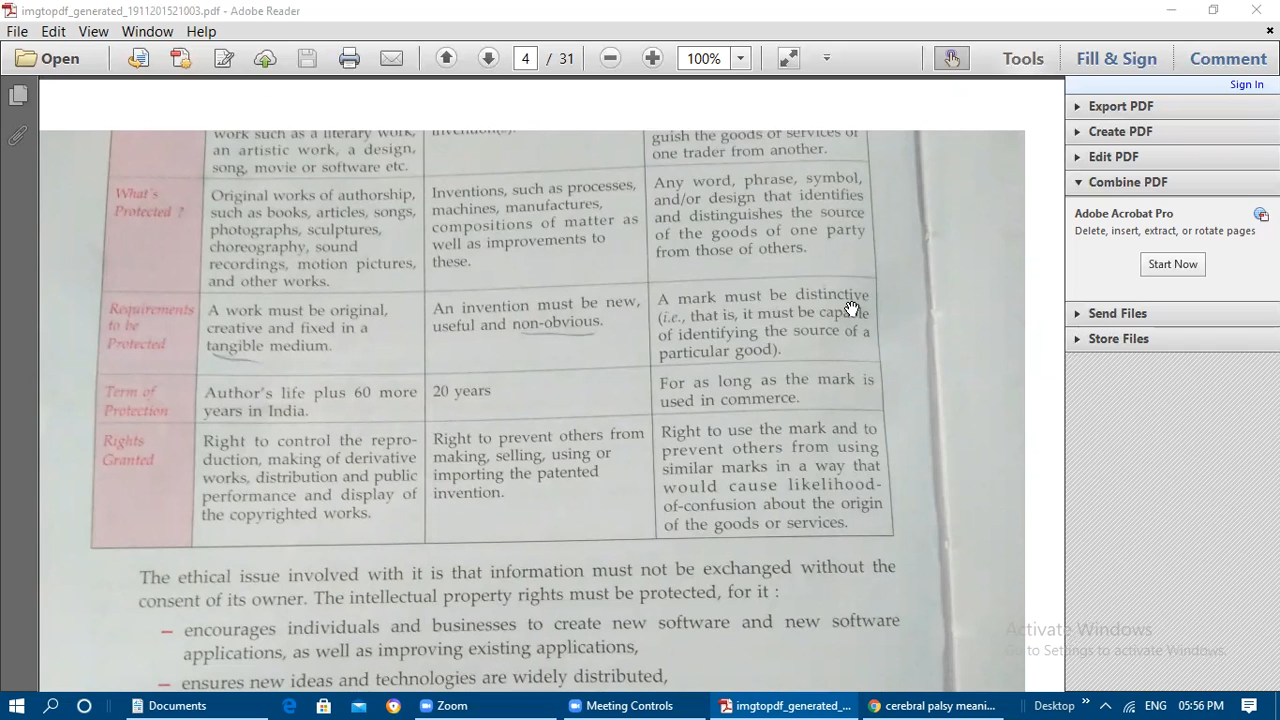 imgtopdf_generated_1911201521003.pdf - Adobe Reader
File Edit View Window Help
Open 4 / 31 100% Tools Fill & Sign Comment
Sign In
Export PDF
Create PDF
Edit PDF
Combine PDF
Adobe Acrobat Pro
Delete, insert, extract, or rotate pages
Start Now
Send Files
Store Files
work such as a literary work,
an artistic work, a design,
song, movie or software etc.
guish the goods or services of
one trader from another.
What's
Protected ?
Original works of authorship,
such as books, articles, songs,
photographs, sculptures,
choreography, sound
recordings, motion pictures,
and other works.
Inventions, such as processes,
machines, manufactures,
compositions of matter as
well as improvements to
these.
Any word, phrase, symbol,
and/or design that identifies
and distinguishes the source
of the goods of one party
from those of others.
Requirements
to be
Protected
A work must be original,
creative and fixed in a
tangible medium.
An invention must be new,
useful and non-obvious.
A mark must be distinctive
(i.e., that is, it must be capable
of identifying the source of a
particular good).
Term of
Protection
Author's life plus 60 more
years in India.
20 years
For as long as the mark is
used in commerce.
Rights
Granted
Right to control the repro-
duction, making of derivative
works, distribution and public
performance and display of
the copyrighted works.
Right to prevent others from
making, selling, using or
importing the patented
invention.
Right to use the mark and to
prevent others from using
similar marks in a way that
would cause likelihood-
of-confusion about the origin
of the goods or services.
The ethical issue involved with it is that information must not be exchanged without the
consent of its owner. The intellectual property rights must be protected, for it :
– encourages individuals and businesses to create new software and new software
applications, as well as improving existing applications,
– ensures new ideas and technologies are widely distributed,
Activate Windows
Go to Settings to activate Windows.
Documents Zoom Meeting Controls imgtopdf_generated_... cerebral palsy meani... Desktop » ENG 05:56 PM